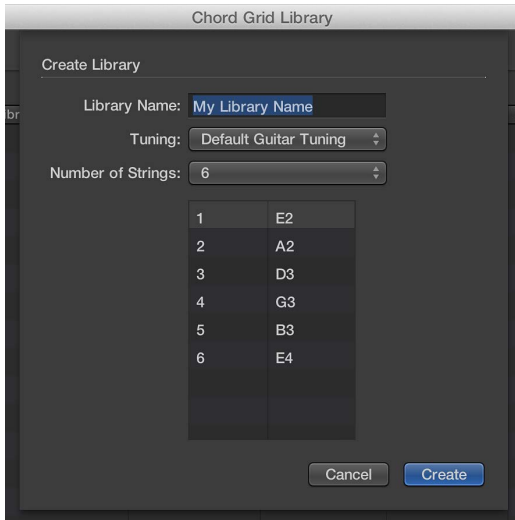 Chord Grid Library
Create Library
Library Name: My Library Name
Tuning: Default Guitar Tuning
Number of Strings: 6
1 E2
2 A2
3 D3
4 G3
5 B3
6 E4
Cancel Create